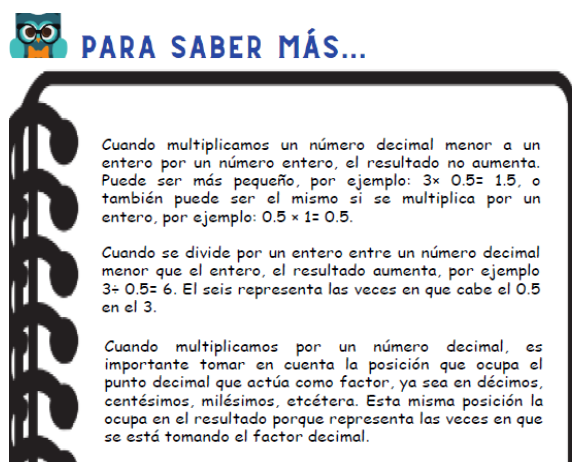 PARA SABER MÁS...
Cuando multiplicamos un número decimal menor a un
entero por un número entero, el resultado no aumenta.
Puede ser más pequeño, por ejemplo: 3× 0.5= 1.5, o
también puede ser el mismo si se multiplica por un
entero, por ejemplo: 0.5 × 1= 0.5.
Cuando se divide por un entero entre un número decimal
menor que el entero, el resultado aumenta, por ejemplo
3÷ 0.5= 6. El seis representa las veces en que cabe el 0.5
en el 3.
Cuando multiplicamos por un número decimal, es
importante tomar en cuenta la posición que ocupa el
punto decimal que actúa como factor, ya sea en décimos,
centésimos, milésimos, etcétera. Esta misma posición la
ocupa en el resultado porque representa las veces en que
se está tomando el factor decimal.